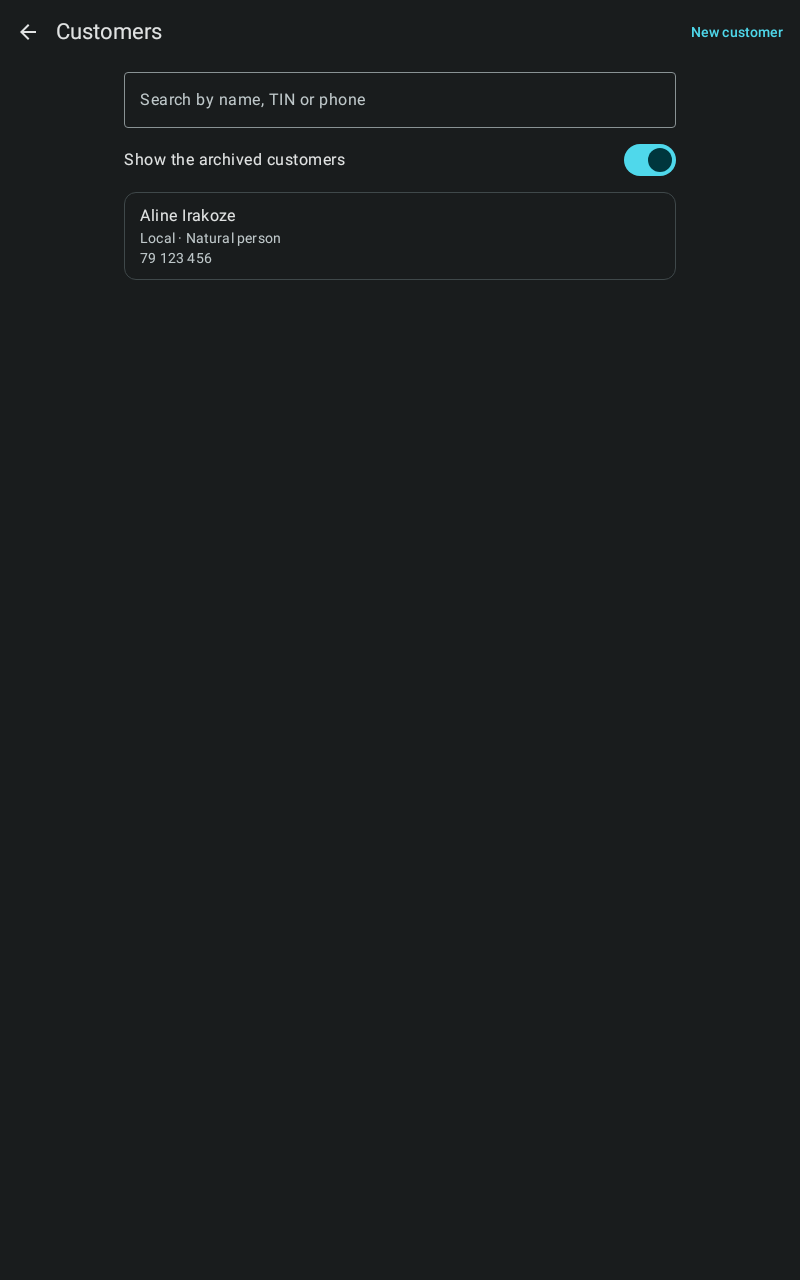 Customers
New customer
Search by name, TIN or phone
Show the archived customers
Aline Irakoze
Local · Natural person
79 123 456